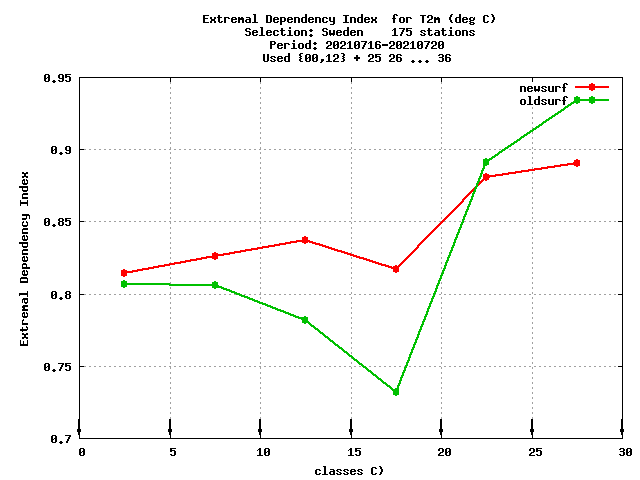 Extremal Dependency Index  for T2m (deg C)
Selection: Sweden    175 stations
Period: 20210716-20210720
Used {00,12} + 25 26 ... 36
newsurf
oldsurf
Extremal Dependency Index
0.95
0.9
0.85
0.8
0.75
0.7
0 5 10 15 20 25 30
classes C)